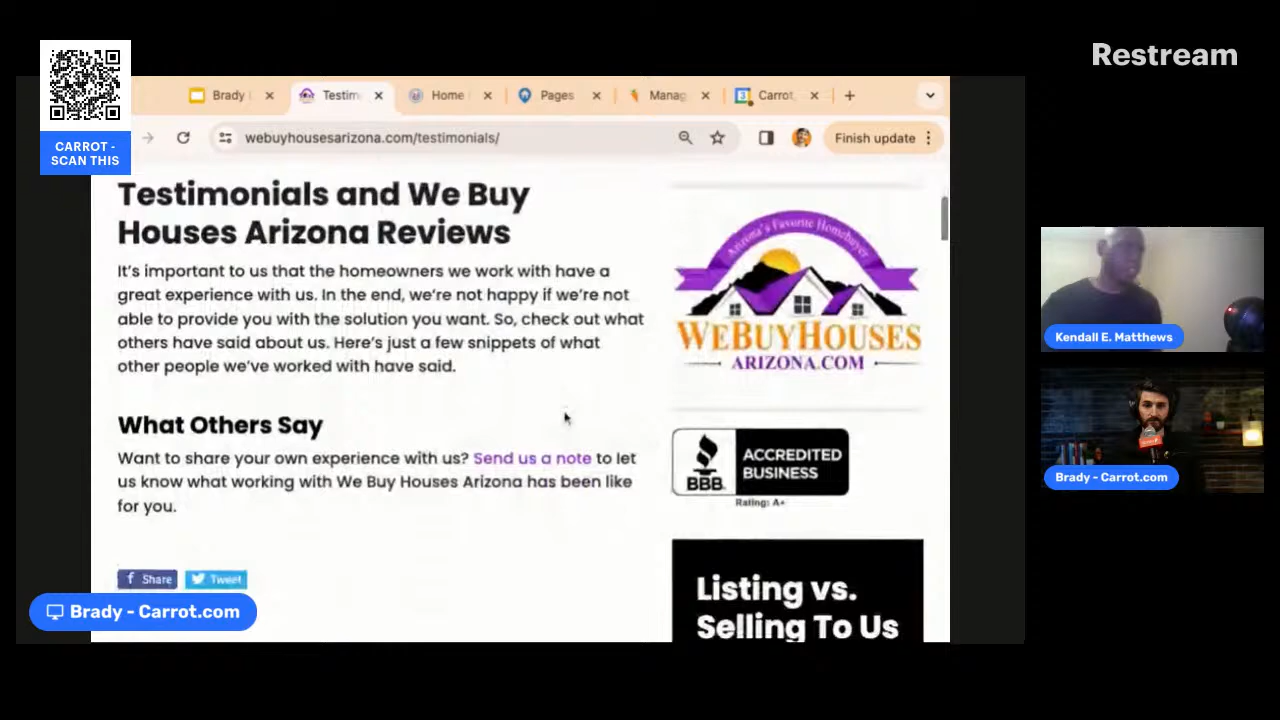 Restream
CARROT -
SCAN THIS
Brady
Testim
Home
Pages
Manag
Carrot
webuyhousesarizona.com/testimonials/
Finish update
Testimonials and We Buy
Houses Arizona Reviews
It's important to us that the homeowners we work with have a
great experience with us. In the end, we're not happy if we're not
able to provide you with the solution you want. So, check out what
others have said about us. Here's just a few snippets of what
other people we've worked with have said.
What Others Say
Want to share your own experience with us? Send us a note to let
us know what working with We Buy Houses Arizona has been like
for you.
Share
Tweet
Arizona's Favorite Homebuyer
WEBUYHOUSES
ARIZONA.COM
BBB.
ACCREDITED
BUSINESS
Rating: A+
Listing vs.
Selling To Us
Kendall E. Matthews
Brady - Carrot.com
Brady - Carrot.com